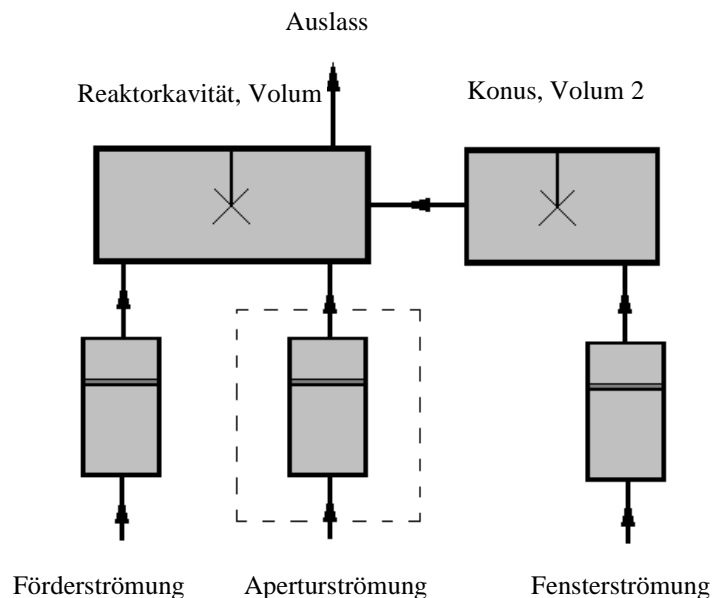 Auslass
Reaktorkavität, Volum
Konus, Volum 2
Förderströmung
Aperturströmung
Fensterströmung